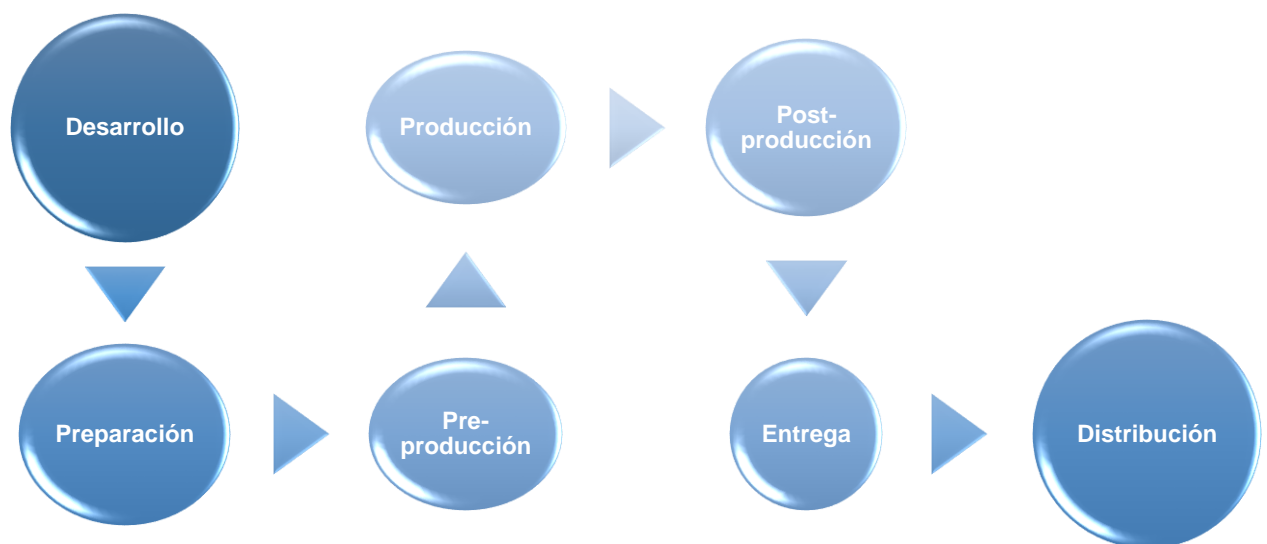 Desarrollo
Preparación
Pre-
producción
Producción
Post-
producción
Entrega
Distribución